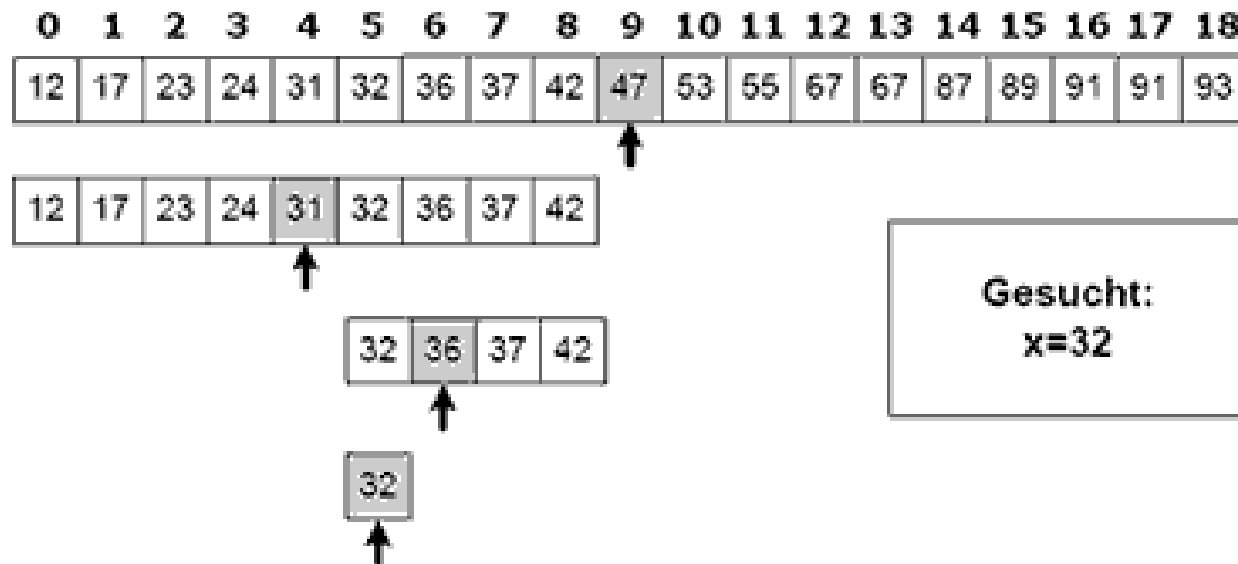 0 1 2 3 4 5 6 7 8 9 10 11 12 13 14 15 16 17 18
12 17 23 24 31 32 36 37 42 47 53 55 67 67 87 89 91 91 93
12 17 23 24 31 32 36 37 42
32 36 37 42
32
Gesucht:
x=32